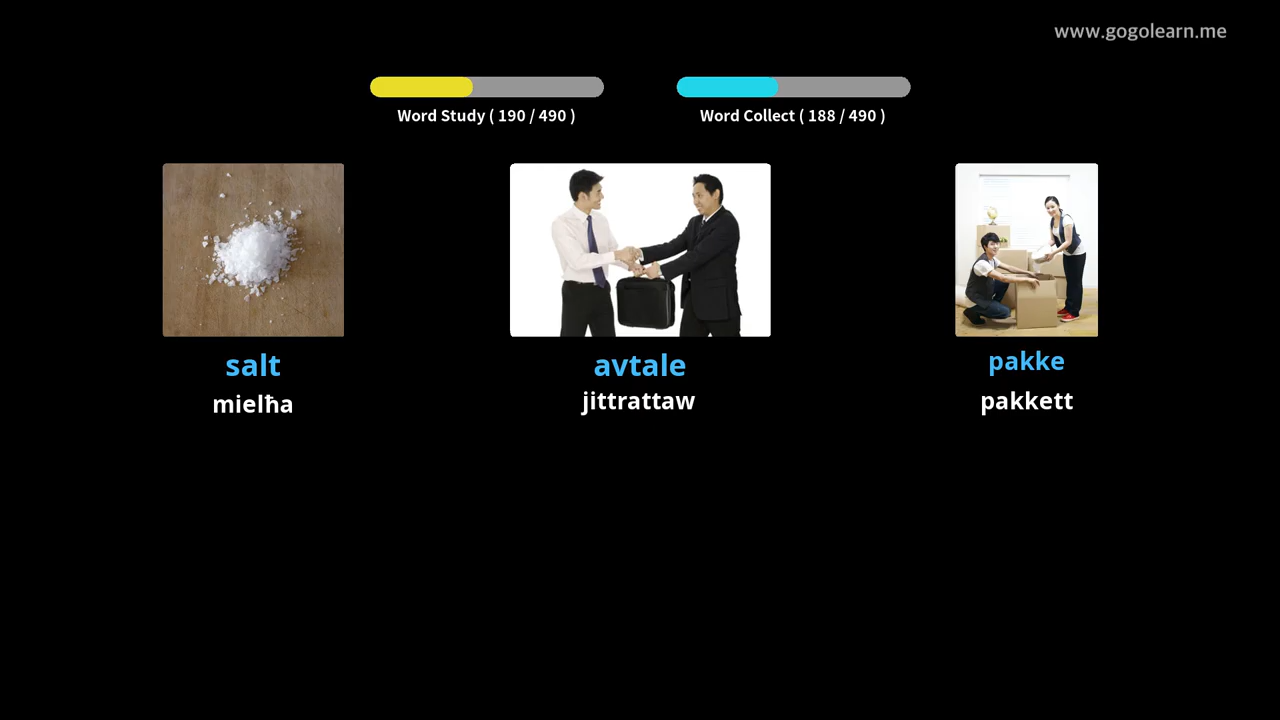 www.gogolearn.me
Word Study ( 190 / 490 )
Word Collect ( 188 / 490 )
salt
mielħa
avtale
jittrattaw
pakke
pakkett